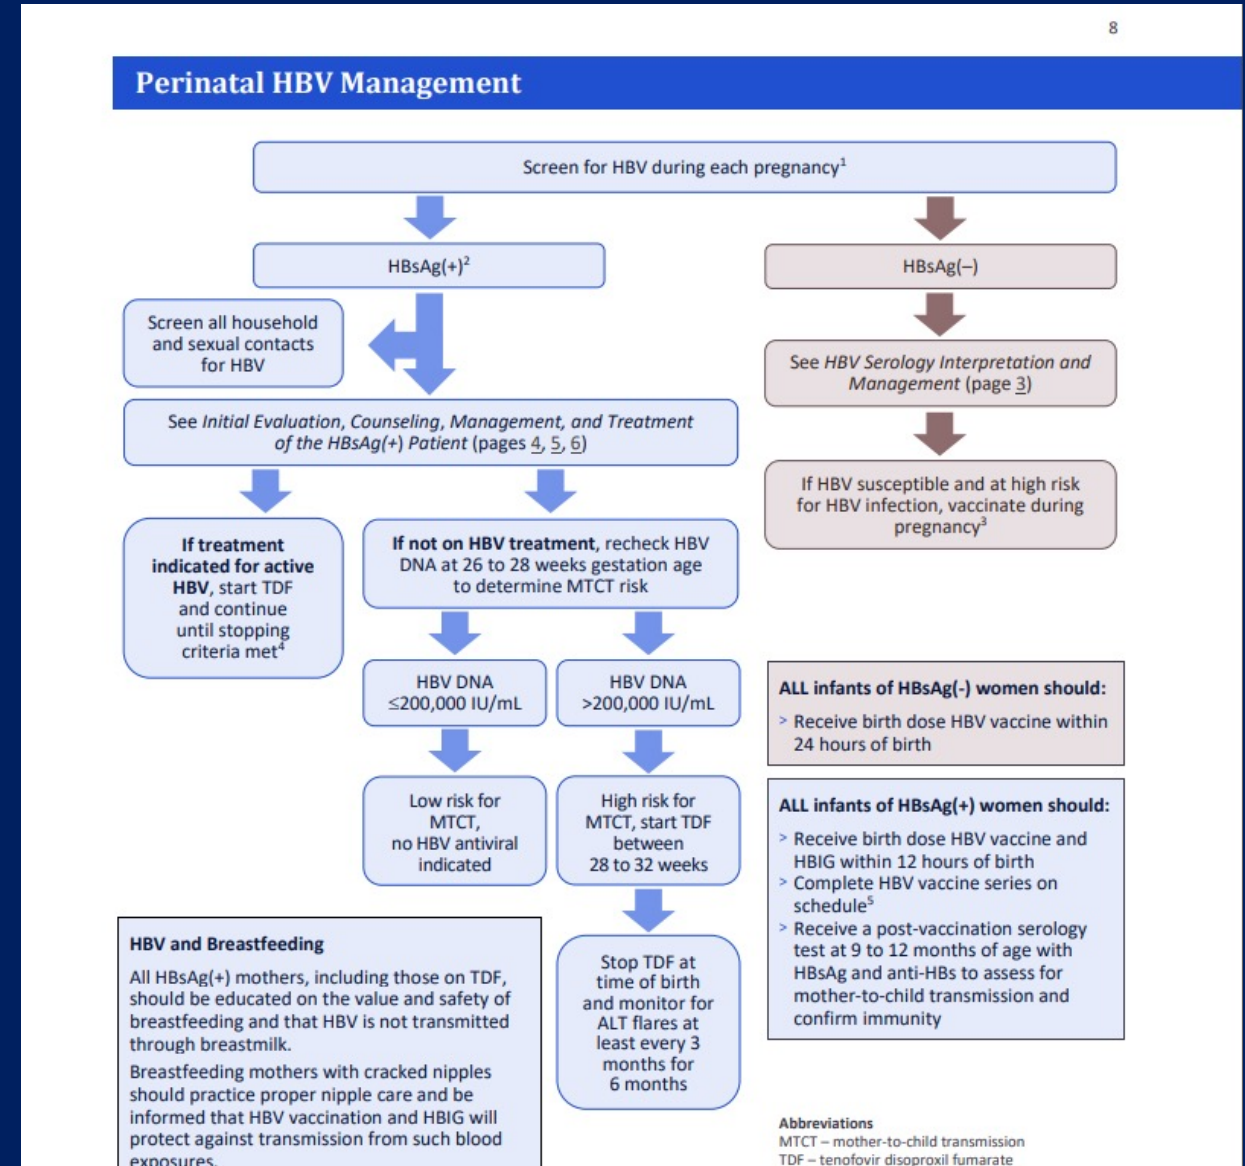 8
Perinatal HBV Management
Screen for HBV during each pregnancy¹
HBsAg(+)²
HBsAg(–)
Screen all household
and sexual contacts
for HBV
See HBV Serology Interpretation and
Management (page 3)
See Initial Evaluation, Counseling, Management, and Treatment
of the HBsAg(+) Patient (pages 4, 5, 6)
If HBV susceptible and at high risk
for HBV infection, vaccinate during
pregnancy³
If treatment
indicated for active
HBV, start TDF
and continue
until stopping
criteria met⁴
If not on HBV treatment, recheck HBV
DNA at 26 to 28 weeks gestation age
to determine MTCT risk
HBV DNA
≤200,000 IU/mL
HBV DNA
>200,000 IU/mL
Low risk for
MTCT,
no HBV antiviral
indicated
High risk for
MTCT, start TDF
between
28 to 32 weeks
Stop TDF at
time of birth
and monitor for
ALT flares at
least every 3
months for
6 months
ALL infants of HBsAg(-) women should:
> Receive birth dose HBV vaccine within
24 hours of birth
ALL infants of HBsAg(+) women should:
> Receive birth dose HBV vaccine and
HBIG within 12 hours of birth
> Complete HBV vaccine series on
schedule⁵
> Receive a post-vaccination serology
test at 9 to 12 months of age with
HBsAg and anti-HBs to assess for
mother-to-child transmission and
confirm immunity
HBV and Breastfeeding
All HBsAg(+) mothers, including those on TDF,
should be educated on the value and safety of
breastfeeding and that HBV is not transmitted
through breastmilk.
Breastfeeding mothers with cracked nipples
should practice proper nipple care and be
informed that HBV vaccination and HBIG will
protect against transmission from such blood
exposures.
Abbreviations
MTCT – mother-to-child transmission
TDF – tenofovir disoproxil fumarate